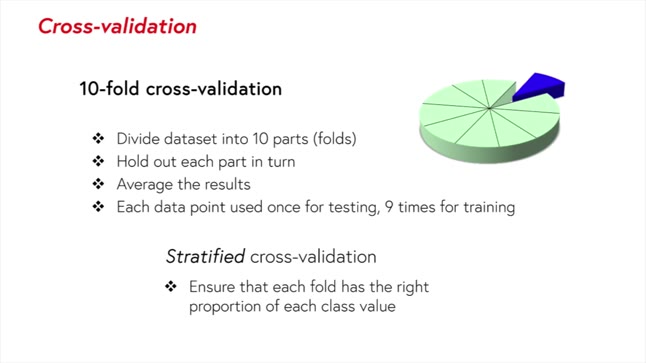 Cross-validation
10-fold cross-validation
❖ Divide dataset into 10 parts (folds)
❖ Hold out each part in turn
❖ Average the results
❖ Each data point used once for testing, 9 times for training
Stratified cross-validation
❖ Ensure that each fold has the right
proportion of each class value